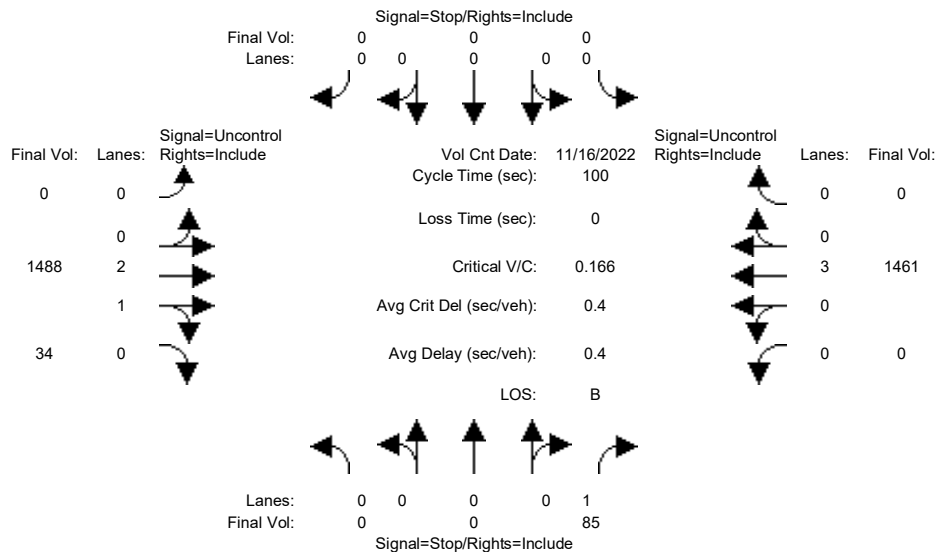 Signal=Stop/Rights=Include
Final Vol: 0 0 0
Lanes: 0 0 0 0 0
Signal=Uncontrol Signal=Uncontrol
Final Vol: Lanes: Rights=Include Vol Cnt Date: 11/16/2022 Rights=Include Lanes: Final Vol:
Cycle Time (sec): 100
0 0 0 0
Loss Time (sec): 0
0 0
1488 2 Critical V/C: 0.166 3 1461
1 Avg Crit Del (sec/veh): 0.4 0
34 0 Avg Delay (sec/veh): 0.4 0 0
LOS: B
Lanes: 0 0 0 0 1
Final Vol: 0 0 85
Signal=Stop/Rights=Include